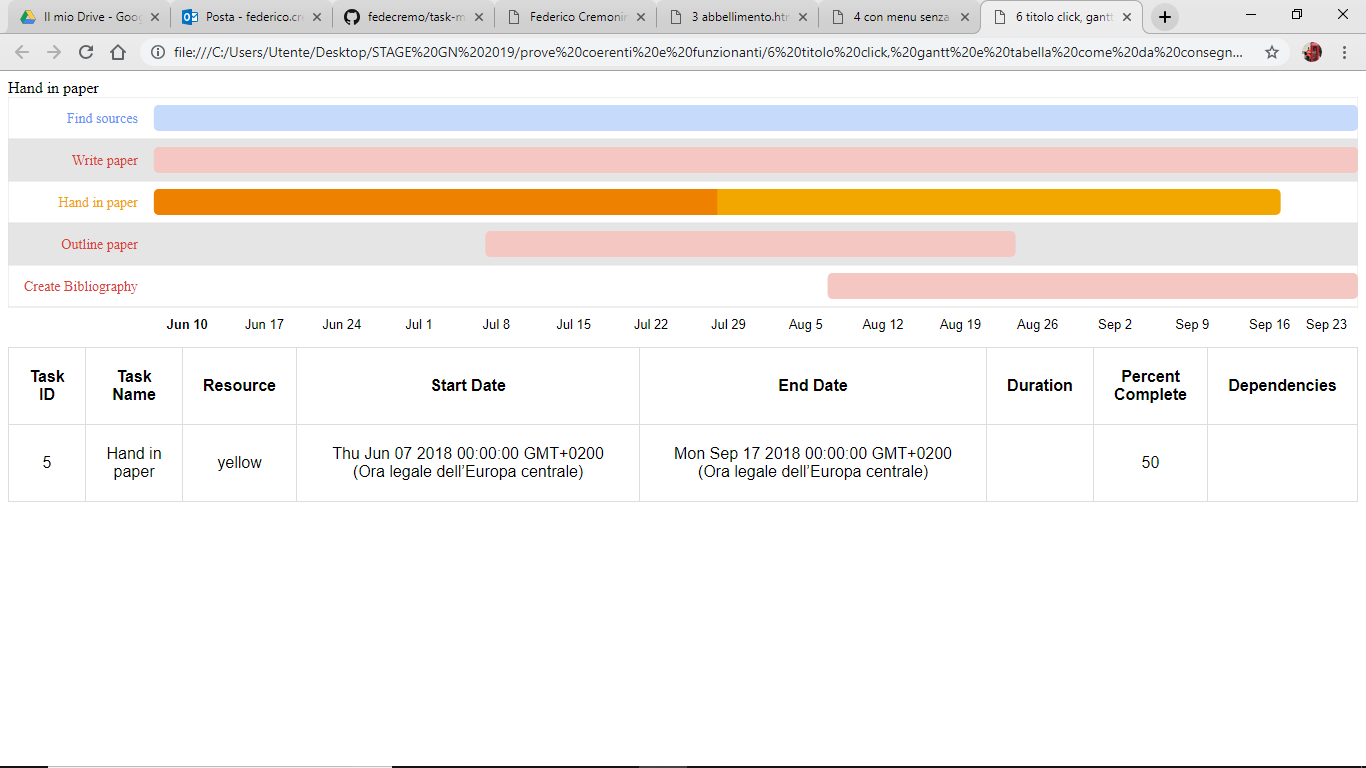 Il mio Drive - Goog
Posta - federico.cr
fedecremo/task-m
Federico Cremonin
3 abbellimento.htm
4 con menu senza
6 titolo click, gantt
file:///C:/Users/Utente/Desktop/STAGE%20GN%202019/prove%20coerenti%20e%20funzionanti/6%20titolo%20click,%20gantt%20e%20tabella%20come%20da%20consegn...
Hand in paper
Find sources
Write paper
Hand in paper
Outline paper
Create Bibliography
Jun 10 Jun 17 Jun 24 Jul 1 Jul 8 Jul 15 Jul 22 Jul 29 Aug 5 Aug 12 Aug 19 Aug 26 Sep 2 Sep 9 Sep 16 Sep 23
Task ID
Task Name
Resource
Start Date
End Date
Duration
Percent Complete
Dependencies
5
Hand in
paper
yellow
Thu Jun 07 2018 00:00:00 GMT+0200
(Ora legale dell’Europa centrale)
Mon Sep 17 2018 00:00:00 GMT+0200
(Ora legale dell’Europa centrale)
50